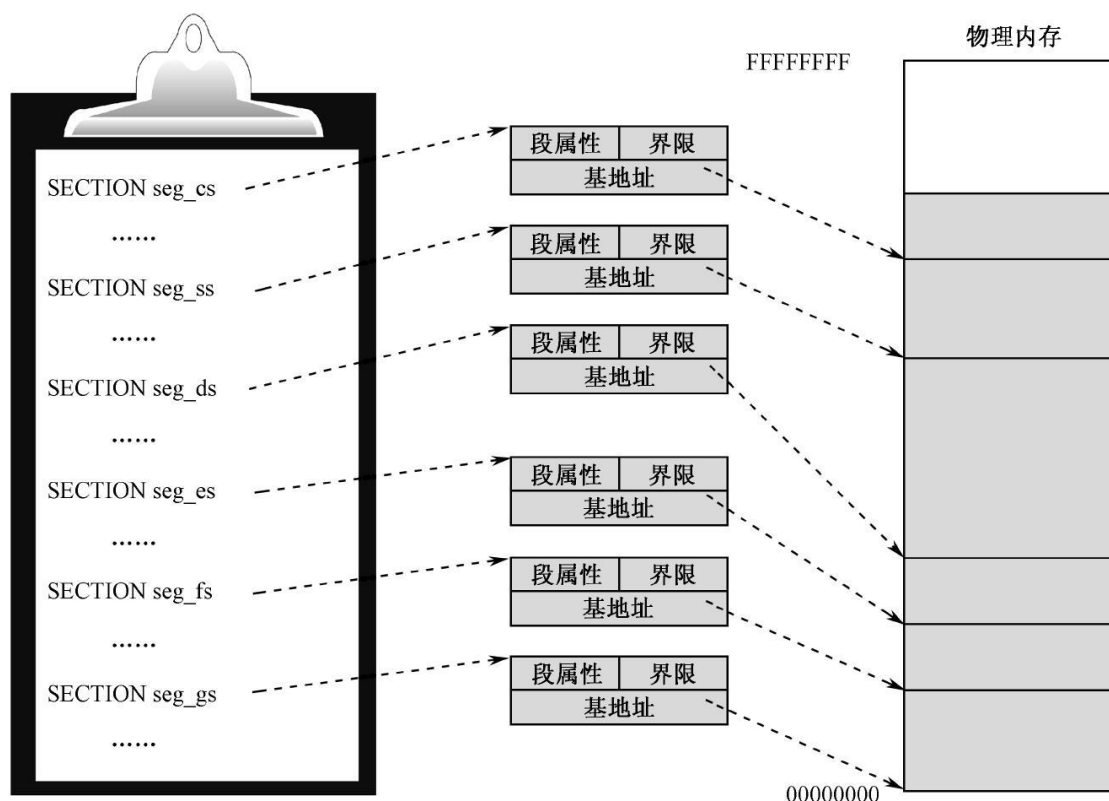 物理内存
FFFFFFFF
SECTION seg_cs
……
SECTION seg_ss
……
SECTION seg_ds
……
SECTION seg_es
……
SECTION seg_fs
……
SECTION seg_gs
……
段属性 界限
基地址
段属性 界限
基地址
段属性 界限
基地址
段属性 界限
基地址
段属性 界限
基地址
段属性 界限
基地址
00000000